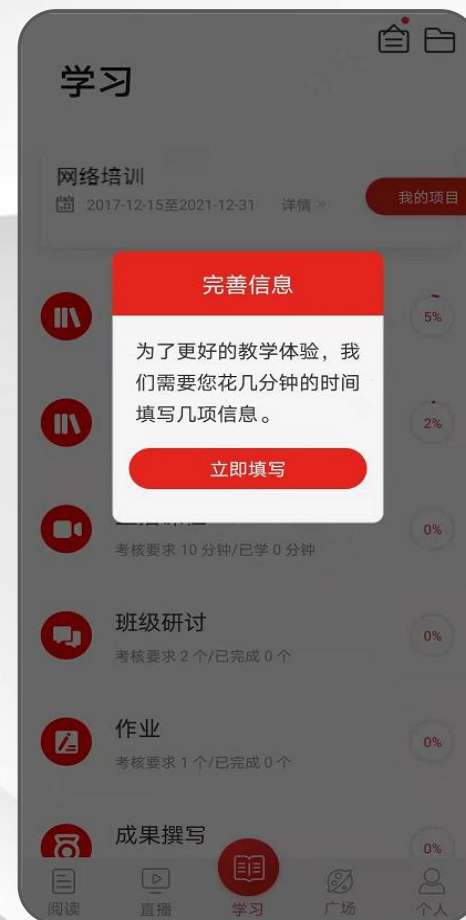 学习
网络培训
2017-12-15至2021-12-31 详情 »
我的项目
完善信息
为了更好的教学体验，我
们需要您花几分钟的时间
填写几项信息。
立即填写
5%
2%
考核要求 10 分钟/已学 0 分钟
0%
班级研讨
考核要求 2 个/已完成 0 个
0%
作业
考核要求 1 个/已完成 0 个
0%
成果撰写
0%
阅读 直播 学习 广场 个人